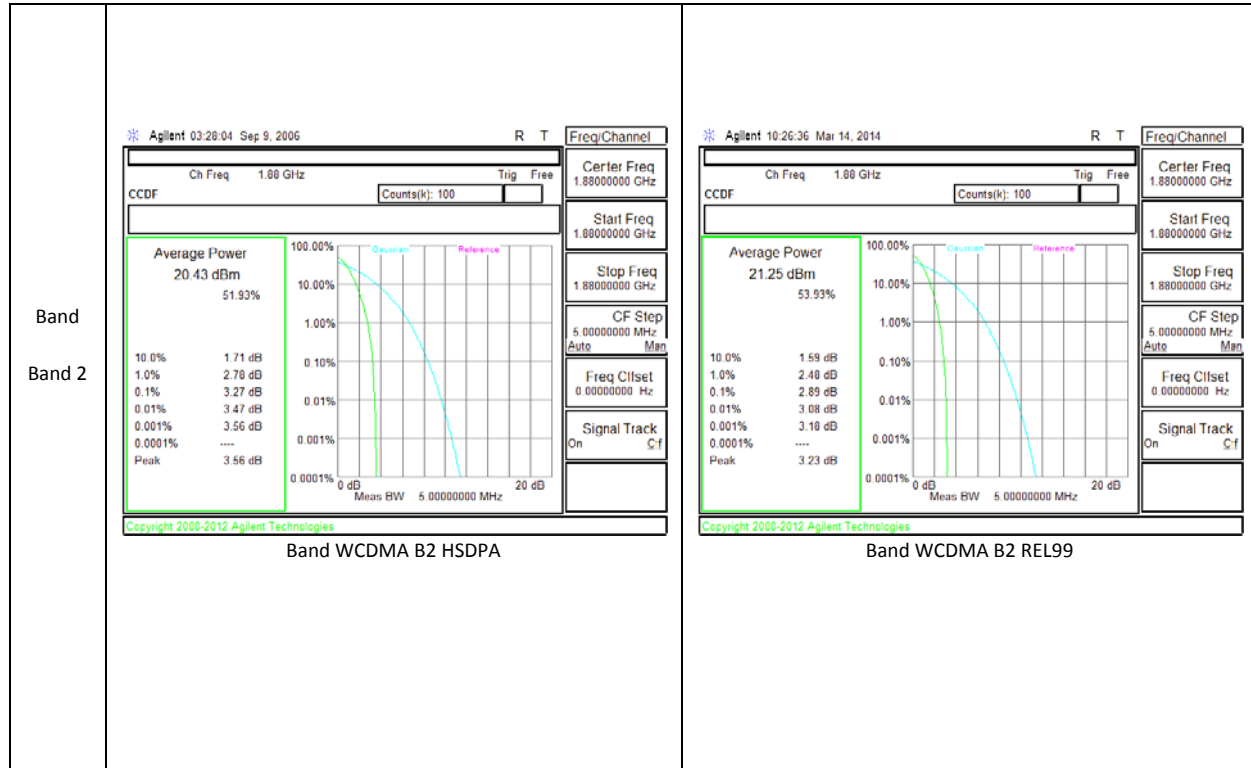 Band
Band 2
Agilent 03:28:04 Sep 9, 2006 R T
Ch Freq 1.88 GHz Trig Free
CCDF Counts(k): 100
Average Power
20.43 dBm
51.93%
10.0% 1.71 dB
1.0% 2.78 dB
0.1% 3.27 dB
0.01% 3.47 dB
0.001% 3.56 dB
0.0001% ----
Peak 3.56 dB
Gaussian Reference
100.00%
10.00%
1.00%
0.10%
0.01%
0.001%
0.0001%
0 dB 20 dB
Meas BW 5.00000000 MHz
Freq/Channel
Center Freq
1.88000000 GHz
Start Freq
1.88000000 GHz
Stop Freq
1.88000000 GHz
CF Step
5.00000000 MHz
Auto Man
Freq Offset
0.00000000 Hz
Signal Track
On Off
Copyright 2000-2012 Agilent Technologies
Band WCDMA B2 HSDPA
Agilent 10:26:36 Mar 14, 2014 R T
Ch Freq 1.88 GHz Trig Free
CCDF Counts(k): 100
Average Power
21.25 dBm
53.93%
10.0% 1.59 dB
1.0% 2.48 dB
0.1% 2.89 dB
0.01% 3.08 dB
0.001% 3.18 dB
0.0001% ----
Peak 3.23 dB
Gaussian Reference
100.00%
10.00%
1.00%
0.10%
0.01%
0.001%
0.0001%
0 dB 20 dB
Meas BW 5.00000000 MHz
Freq/Channel
Center Freq
1.88000000 GHz
Start Freq
1.88000000 GHz
Stop Freq
1.88000000 GHz
CF Step
5.00000000 MHz
Auto Man
Freq Offset
0.00000000 Hz
Signal Track
On Off
Copyright 2000-2012 Agilent Technologies
Band WCDMA B2 REL99